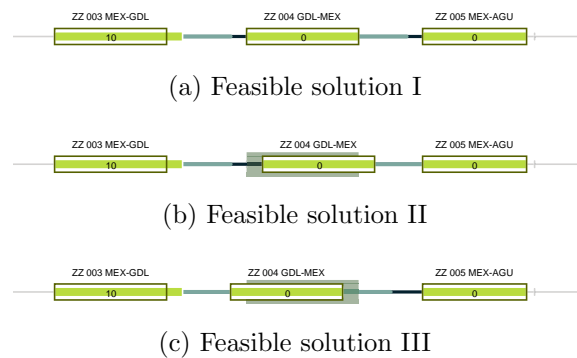 ZZ 003 MEX-GDL ZZ 004 GDL-MEX ZZ 005 MEX-AGU
10 0 0
(a) Feasible solution I
ZZ 003 MEX-GDL ZZ 004 GDL-MEX ZZ 005 MEX-AGU
10 0 0
(b) Feasible solution II
ZZ 003 MEX-GDL ZZ 004 GDL-MEX ZZ 005 MEX-AGU
10 0 0
(c) Feasible solution III